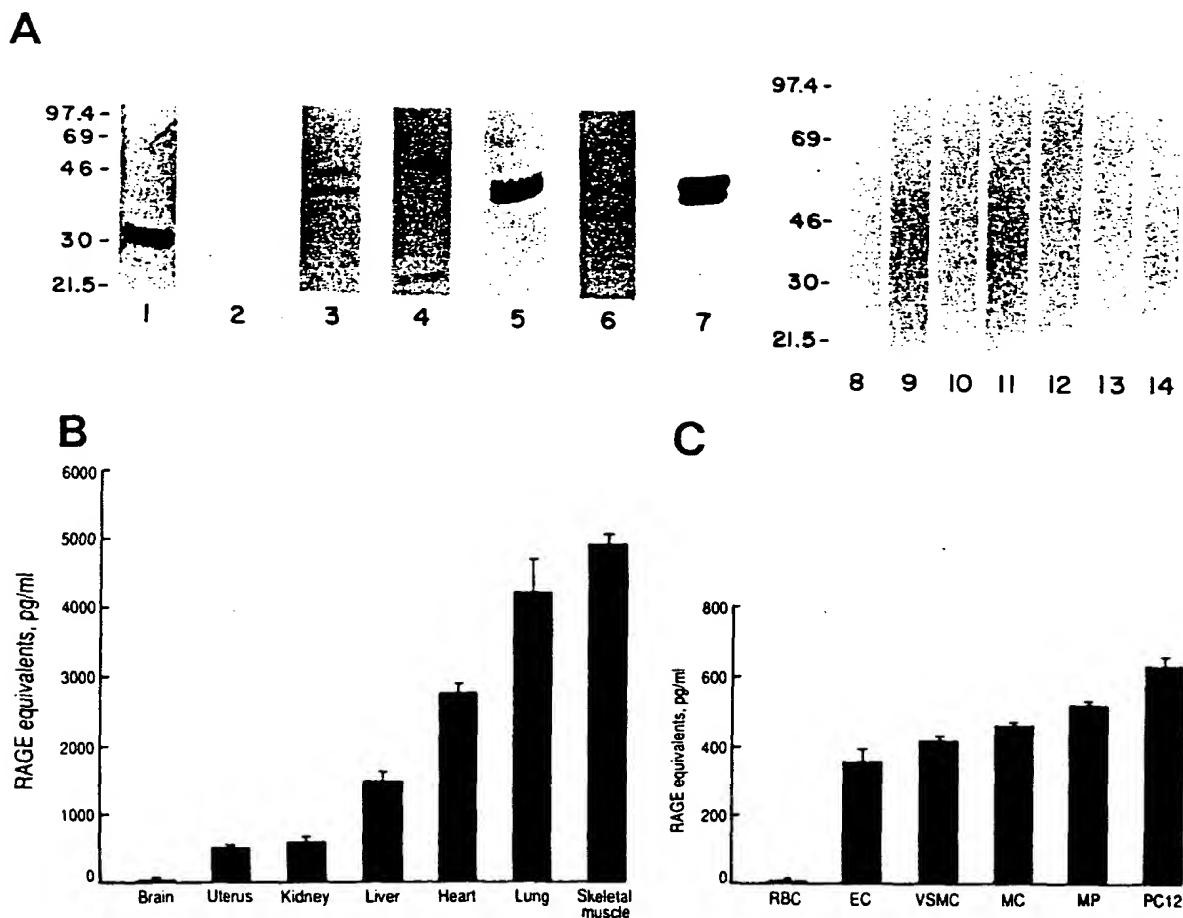 A
97.4 -
69 -
46 -
30 -
21.5 -
1 2 3 4 5 6 7
97.4 -
69 -
46 -
30 -
21.5 -
8 9 10 11 12 13 14
B
RAGE equivalents, pg/ml
6000
5000
4000
3000
2000
1000
0
Brain Uterus Kidney Liver Heart Lung Skeletal
muscle
C
RAGE equivalents, pg/ml
800
600
400
200
0
RBC EC VSMC MC MP PC12